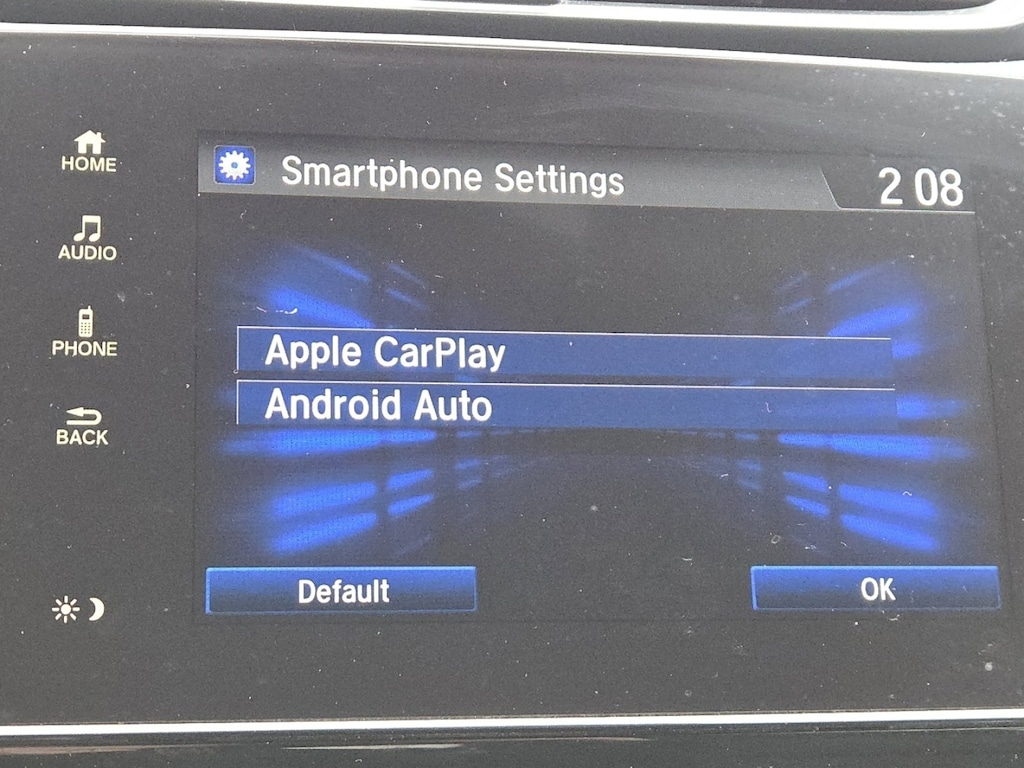 HOME
Smartphone Settings
2 08
AUDIO
PHONE
Apple CarPlay
Android Auto
BACK
Default
OK